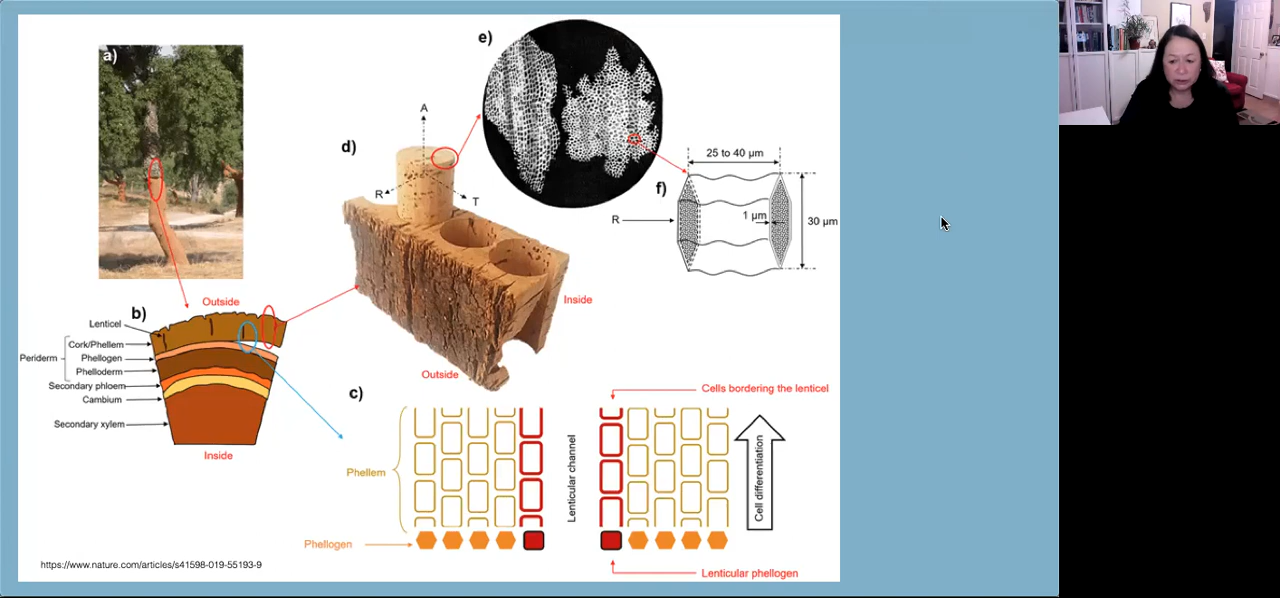 a)
b)
Outside
Lenticel
Cork/Phellem
Periderm
Phellogen
Phelloderm
Secondary phloem
Cambium
Secondary xylem
Inside
d)
A
R
T
Inside
Outside
e)
f)
25 to 40 µm
R
1 µm
30 µm
c)
Cells bordering the lenticel
Phellem
Lenticular channel
Cell differentiation
Phellogen
Lenticular phellogen
https://www.nature.com/articles/s41598-019-55193-9